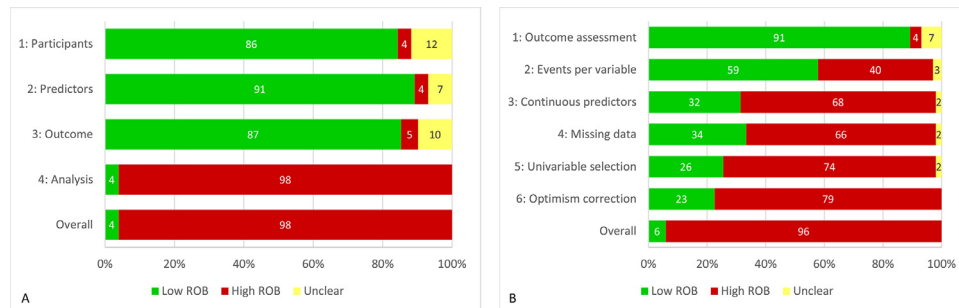 1: Participants 86 4 12
2: Predictors 91 4 7
3: Outcome 87 5 10
4: Analysis 4 98
Overall 4 98
0% 20% 40% 60% 80% 100%
Low ROB High ROB Unclear
A
1: Outcome assessment 91 4 7
2: Events per variable 59 40 3
3: Continuous predictors 32 68 2
4: Missing data 34 66 2
5: Univariable selection 26 74 2
6: Optimism correction 23 79
Overall 6 96
0% 20% 40% 60% 80% 100%
Low ROB High ROB Unclear
B